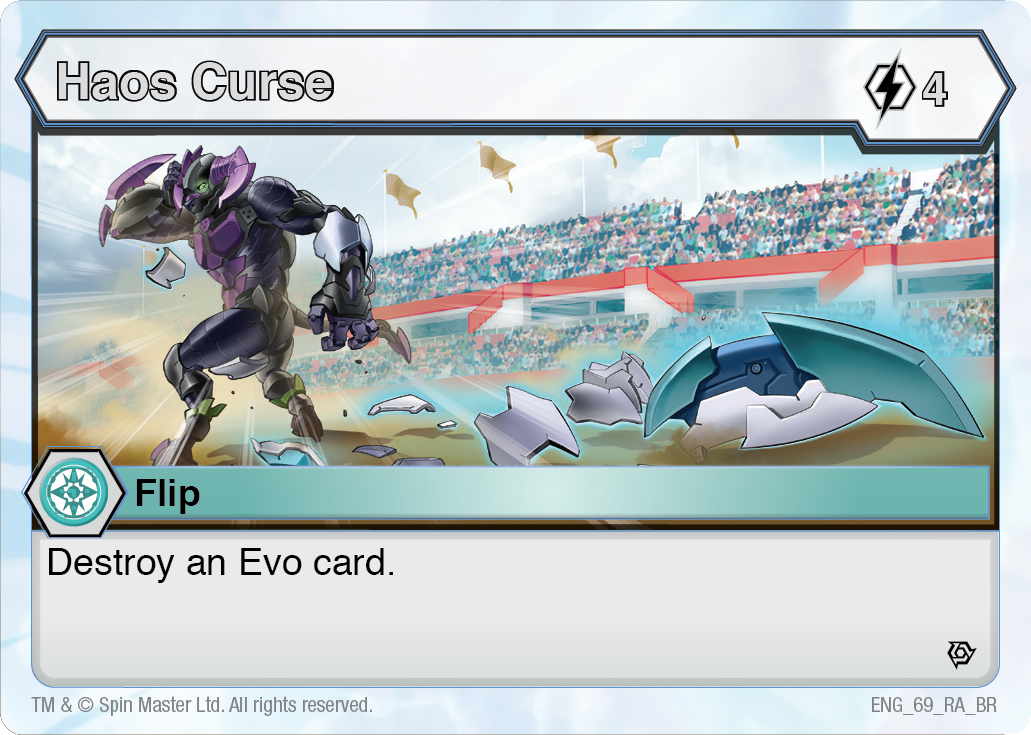 Haos Curse
4
Flip
Destroy an Evo card.
TM & © Spin Master Ltd. All rights reserved.
ENG_69_RA_BR